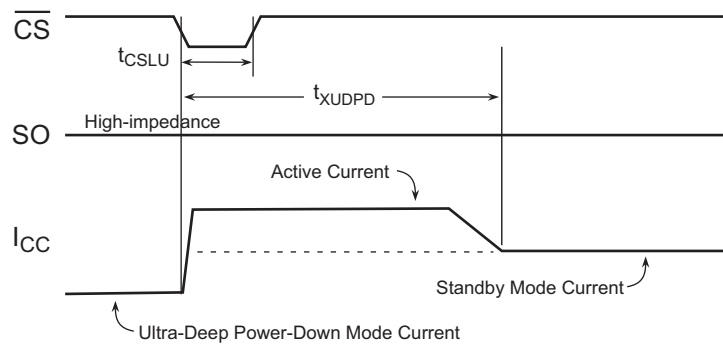 CS
tCSLU
tXUDPD
High-impedance
SO
Active Current
ICC
Standby Mode Current
Ultra-Deep Power-Down Mode Current